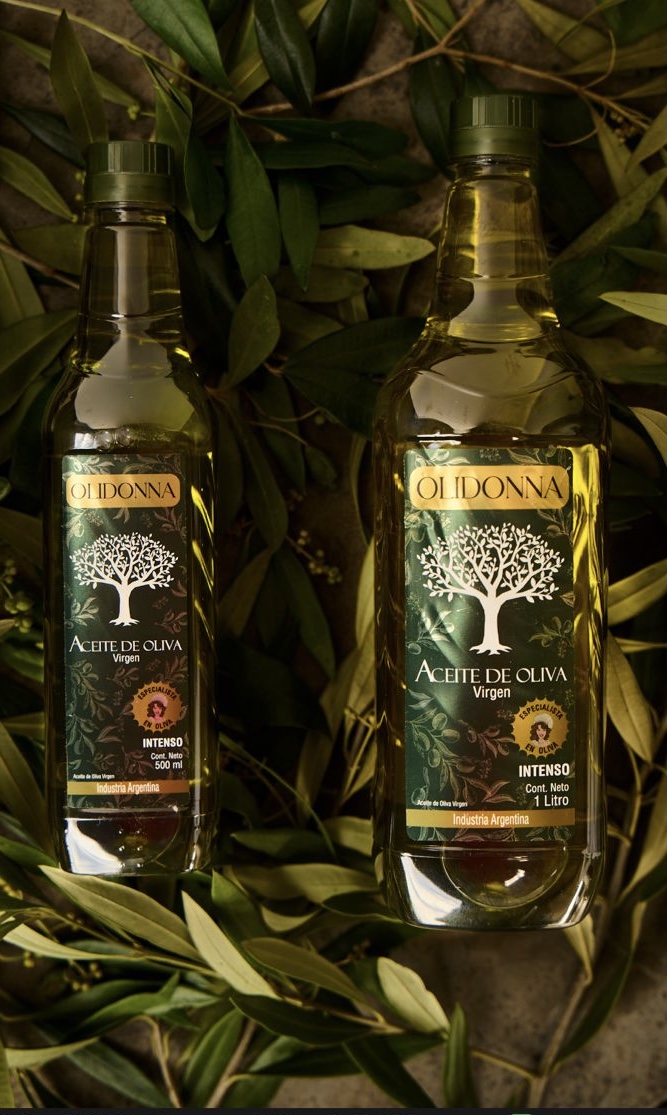 OLIDONNA
ACEITE DE OLIVA
Virgen
ESPECIALISTA
EN OLIVA
INTENSO
Cont. Neto
500 ml
Aceite de Oliva Virgen
Industria Argentina
OLIDONNA
ACEITE DE OLIVA
Virgen
ESPECIALISTA
EN OLIVA
INTENSO
Cont. Neto
1 Litro
Aceite de Oliva Virgen
Industria Argentina